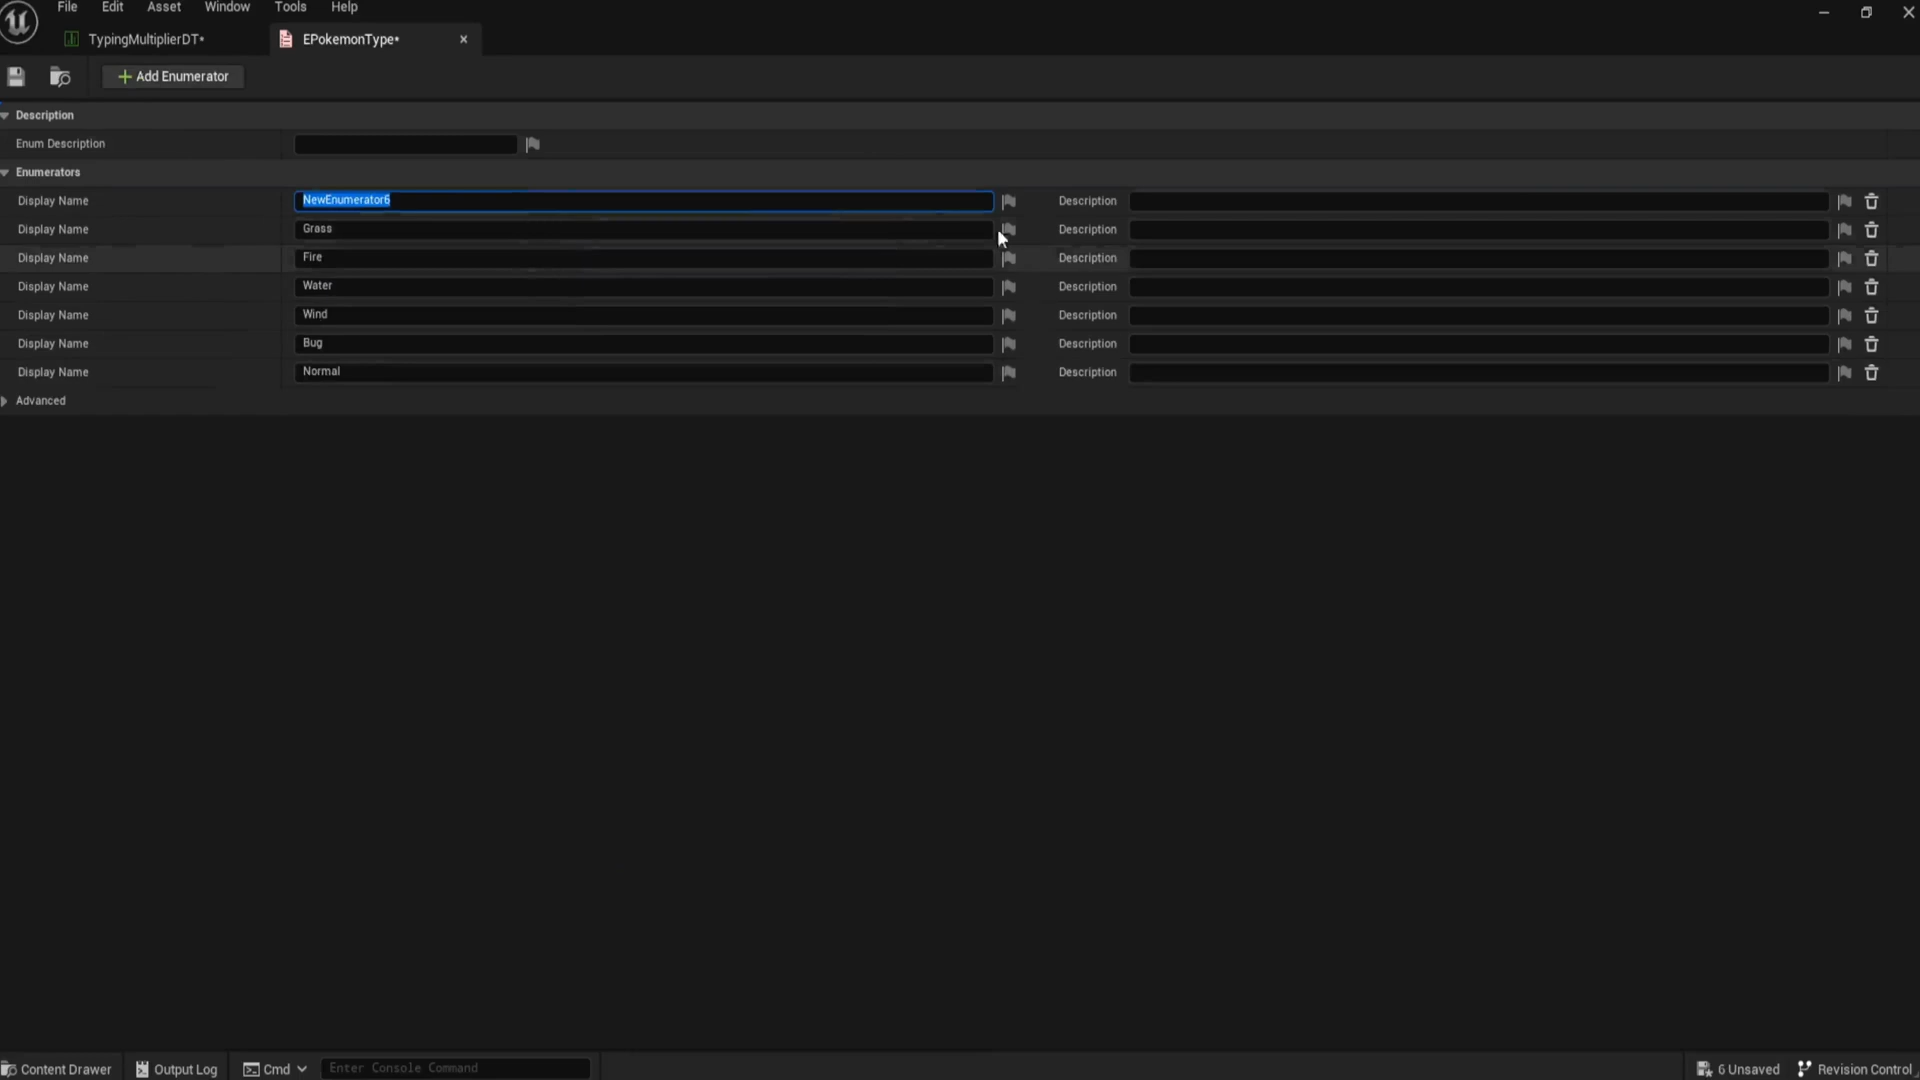 File Edit Asset Window Tools Help
TypingMultiplierDT* EPokemonType*
Add Enumerator
Description
Enum Description
Enumerators
Display Name NewEnumerator6 Description
Display Name Grass Description
Display Name Fire Description
Display Name Water Description
Display Name Wind Description
Display Name Bug Description
Display Name Normal Description
Advanced
Content Drawer Output Log Cmd Enter Console Command 6 Unsaved Revision Control